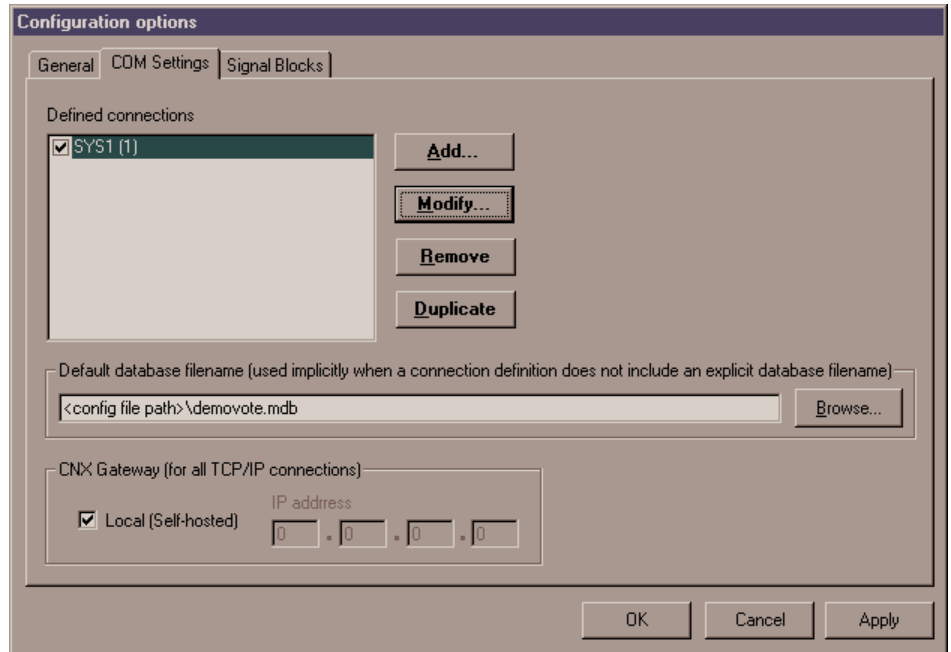 Configuration options
General COM Settings Signal Blocks
Defined connections
SYS1 (1)
Add...
Modify...
Remove
Duplicate
Default database filename (used implicitly when a connection definition does not include an explicit database filename)
<config file path>\demovote.mdb Browse...
CNX Gateway (for all TCP/IP connections)
IP addrress
Local (Self-hosted) 0 . 0 . 0 . 0
OK Cancel Apply